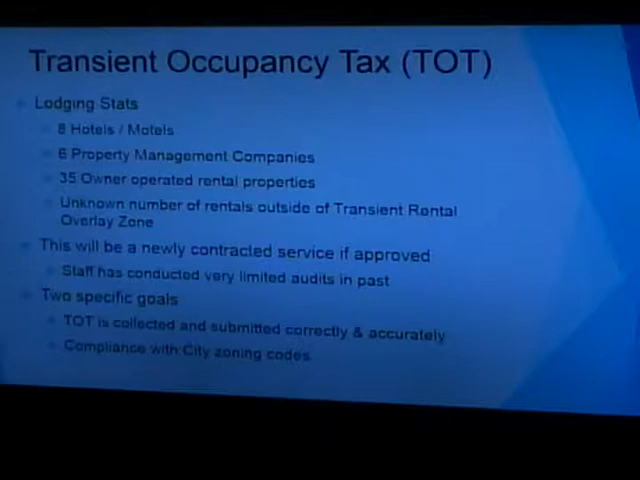 Transient Occupancy Tax (TOT)
Lodging Stats
8 Hotels / Motels
6 Property Management Companies
35 Owner operated rental properties
Unknown number of rentals outside of Transient Rental
Overlay Zone
This will be a newly contracted service if approved
Staff has conducted very limited audits in past
Two specific goals
TOT is collected and submitted correctly & accurately
Compliance with City zoning codes